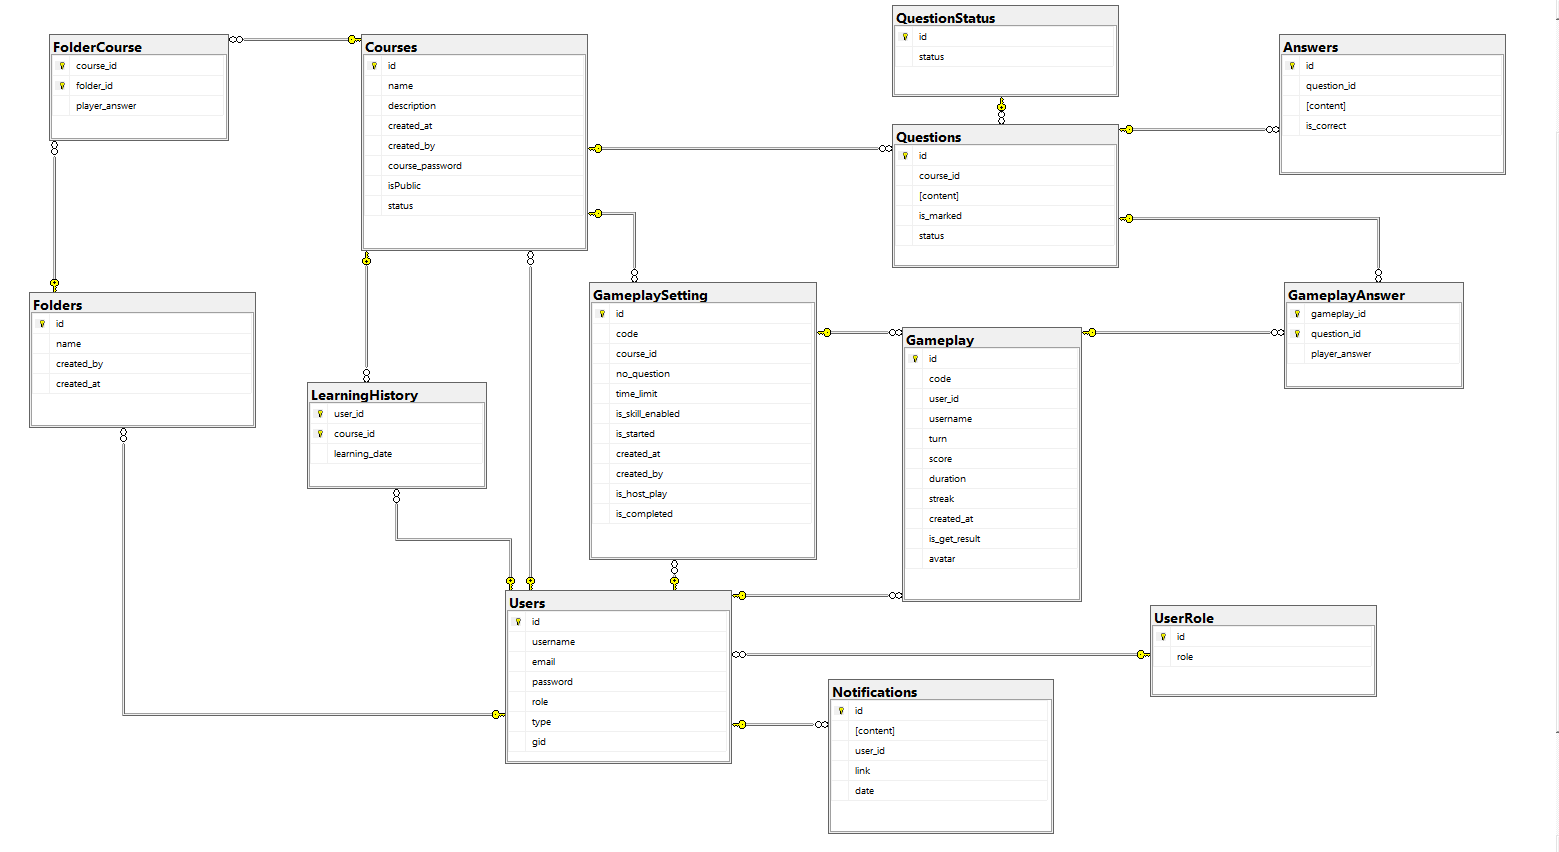 FolderCourse
course_id
folder_id
player_answer
Courses
id
name
description
created_at
created_by
course_password
isPublic
status
QuestionStatus
id
status
Answers
id
question_id
[content]
is_correct
Questions
id
course_id
[content]
is_marked
status
Folders
id
name
created_by
created_at
LearningHistory
user_id
course_id
learning_date
GameplaySetting
id
code
course_id
no_question
time_limit
is_skill_enabled
is_started
created_at
created_by
is_host_play
is_completed
Gameplay
id
code
user_id
username
turn
score
duration
streak
created_at
is_get_result
avatar
GameplayAnswer
gameplay_id
question_id
player_answer
Users
id
username
email
password
role
type
gid
UserRole
id
role
Notifications
id
[content]
user_id
link
date